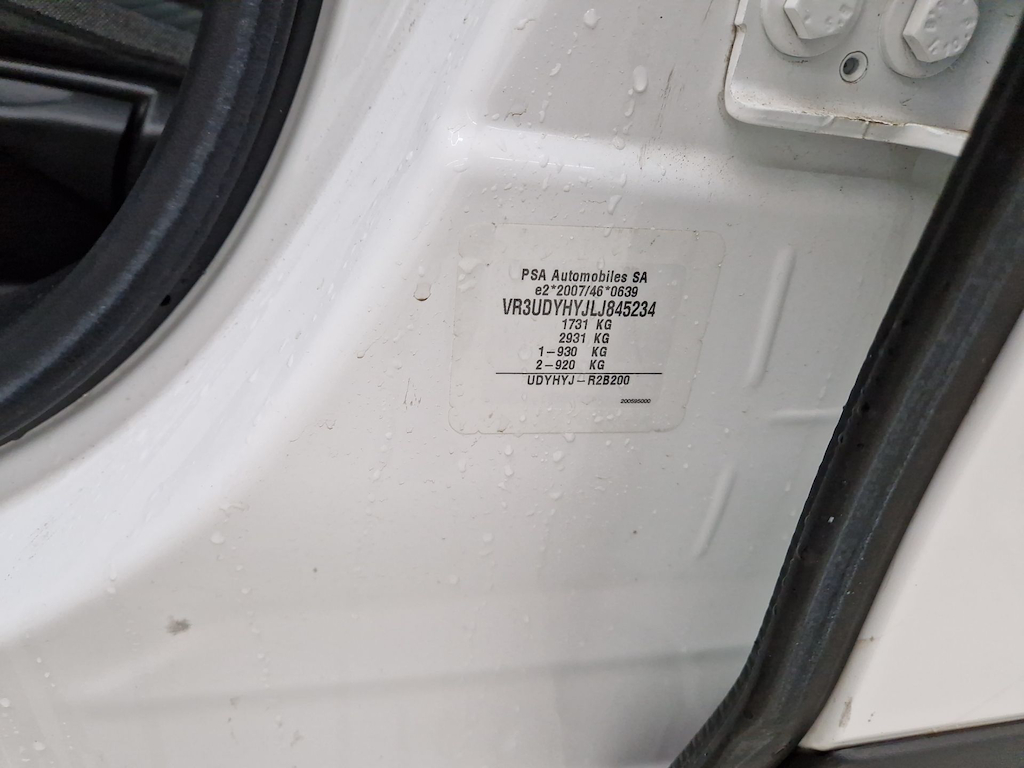 PSA Automobiles SA
e2*2007/46*0639
VR3UDYHYJLJ845234
1731 KG
2931 KG
1-930 KG
2-920 KG
UDYHYJ-R2B200
200595000